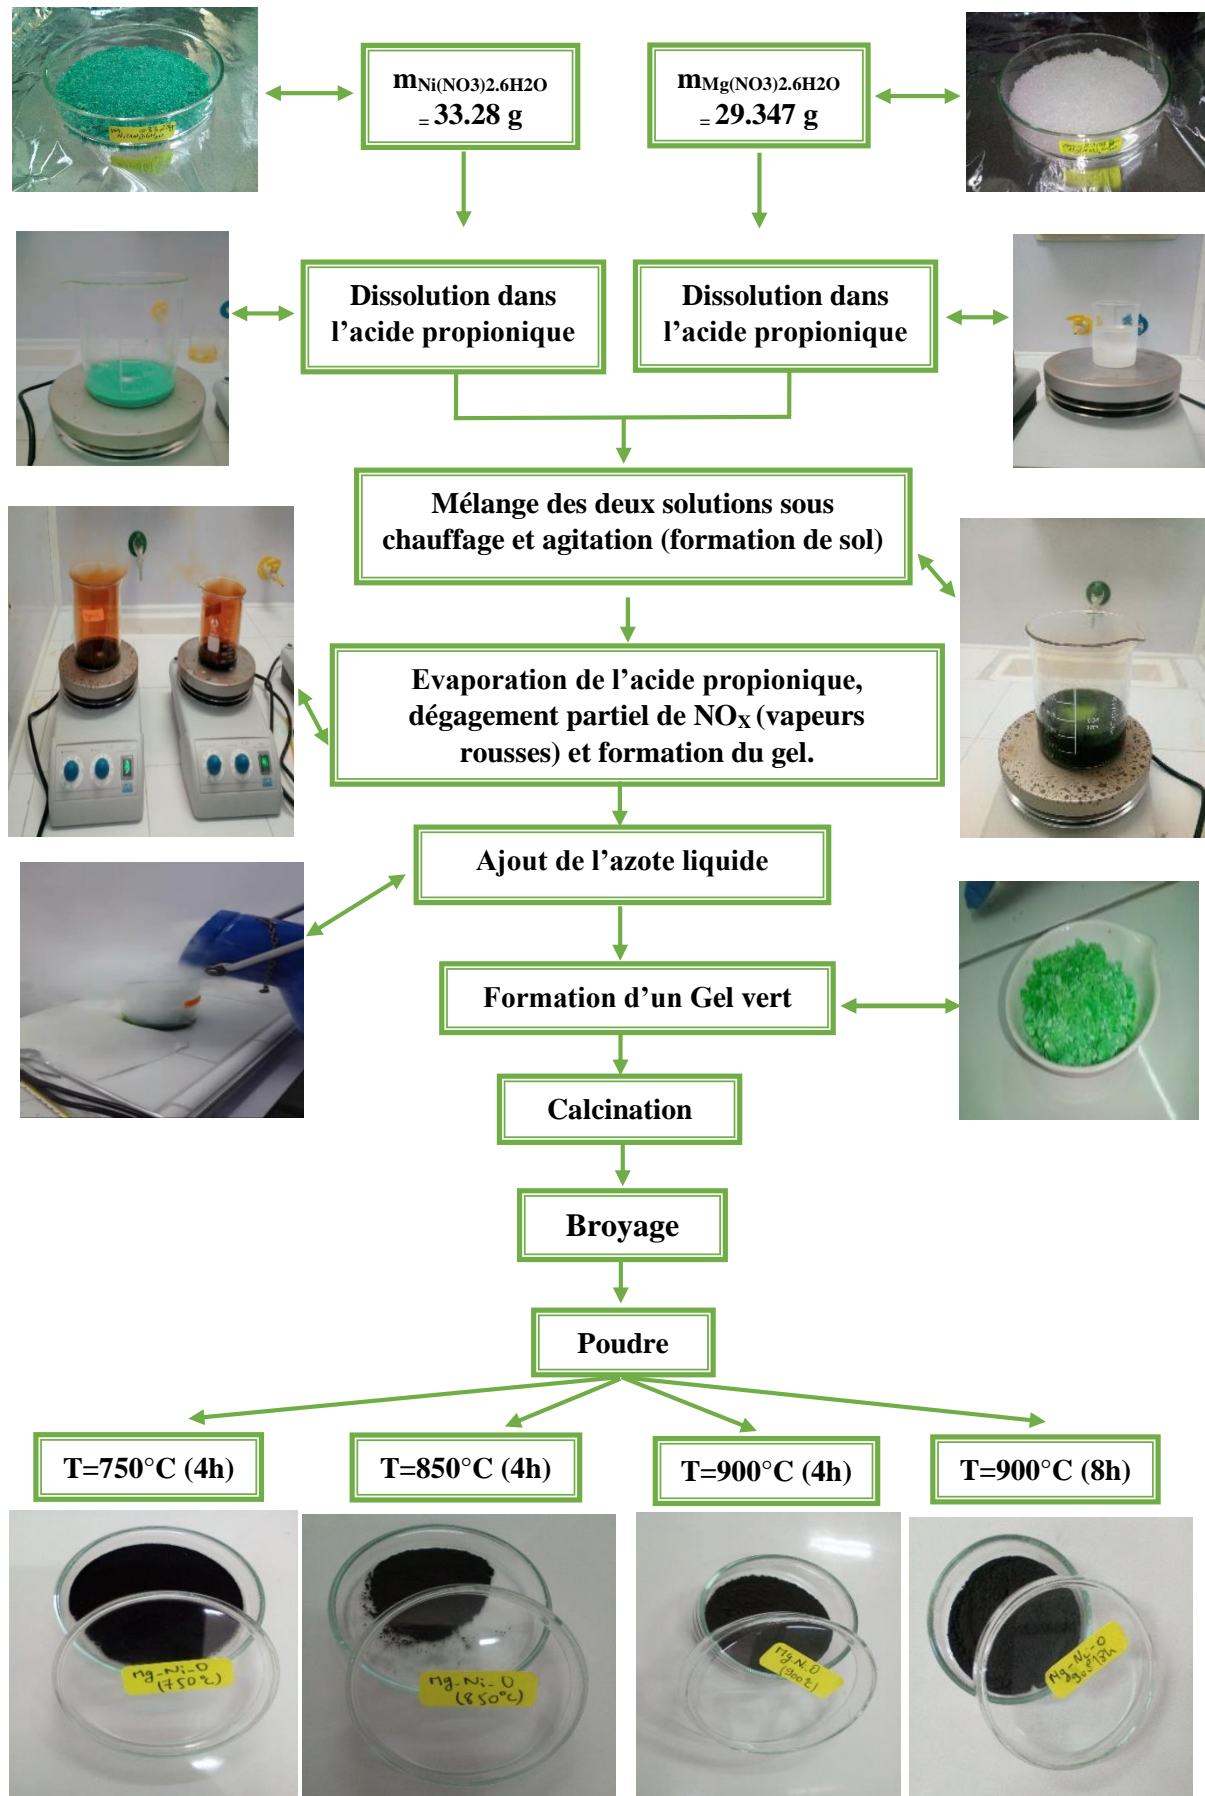 mNi(NO3)2.6H2O
= 33.28 g
mMg(NO3)2.6H2O
= 29.347 g
Dissolution dans
l’acide propionique
Dissolution dans
l’acide propionique
Mélange des deux solutions sous
chauffage et agitation (formation de sol)
Evaporation de l’acide propionique,
dégagement partiel de NOX (vapeurs
rousses) et formation du gel.
Ajout de l’azote liquide
Formation d’un Gel vert
Calcination
Broyage
Poudre
T=750°C (4h)
T=850°C (4h)
T=900°C (4h)
T=900°C (8h)
Mg-Ni-O
(750°C)
Mg-Ni-O
(850°C)
Mg-Ni-O
(900°C)
Mg-Ni-O